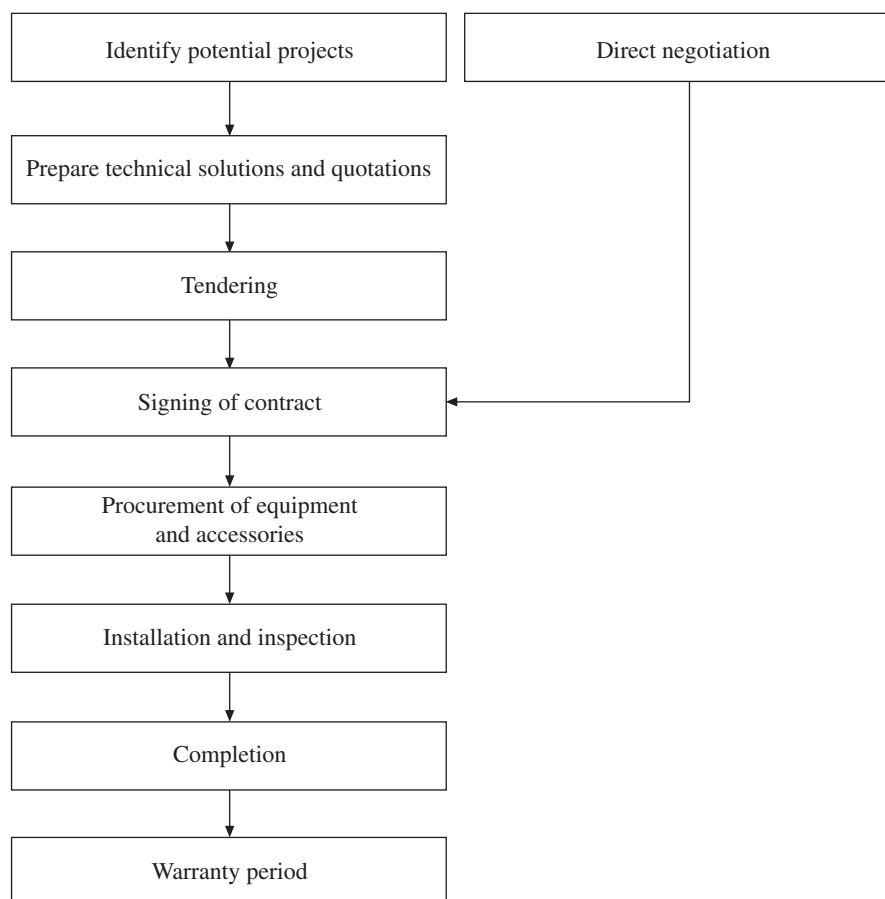 Identify potential projects
Direct negotiation
Prepare technical solutions and quotations
Tendering
Signing of contract
Procurement of equipment
and accessories
Installation and inspection
Completion
Warranty period